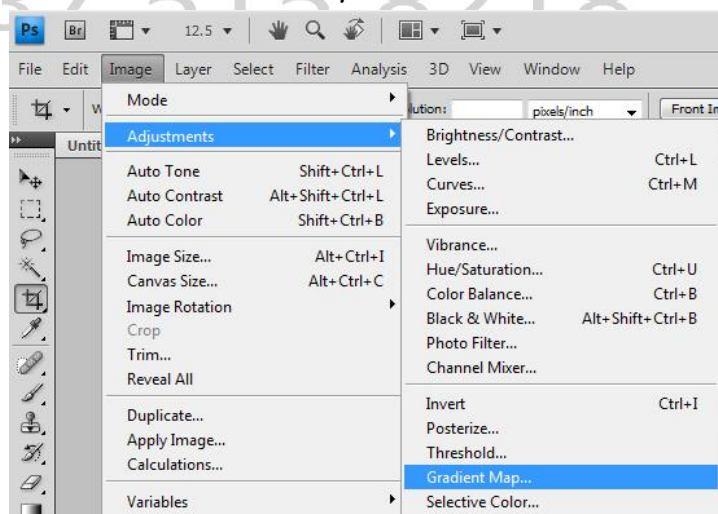 Ps Br 12.5
File Edit Image Layer Select Filter Analysis 3D View Window Help
pixels/inch Front
Mode
Adjustments
Auto Tone Shift+Ctrl+L
Auto Contrast Alt+Shift+Ctrl+L
Auto Color Shift+Ctrl+B
Image Size... Alt+Ctrl+I
Canvas Size... Alt+Ctrl+C
Image Rotation
Crop
Trim...
Reveal All
Duplicate...
Apply Image...
Calculations...
Variables
Brightness/Contrast...
Levels... Ctrl+L
Curves... Ctrl+M
Exposure...
Vibrance...
Hue/Saturation... Ctrl+U
Color Balance... Ctrl+B
Black & White... Alt+Shift+Ctrl+B
Photo Filter...
Channel Mixer...
Invert Ctrl+I
Posterize...
Threshold...
Gradient Map...
Selective Color...